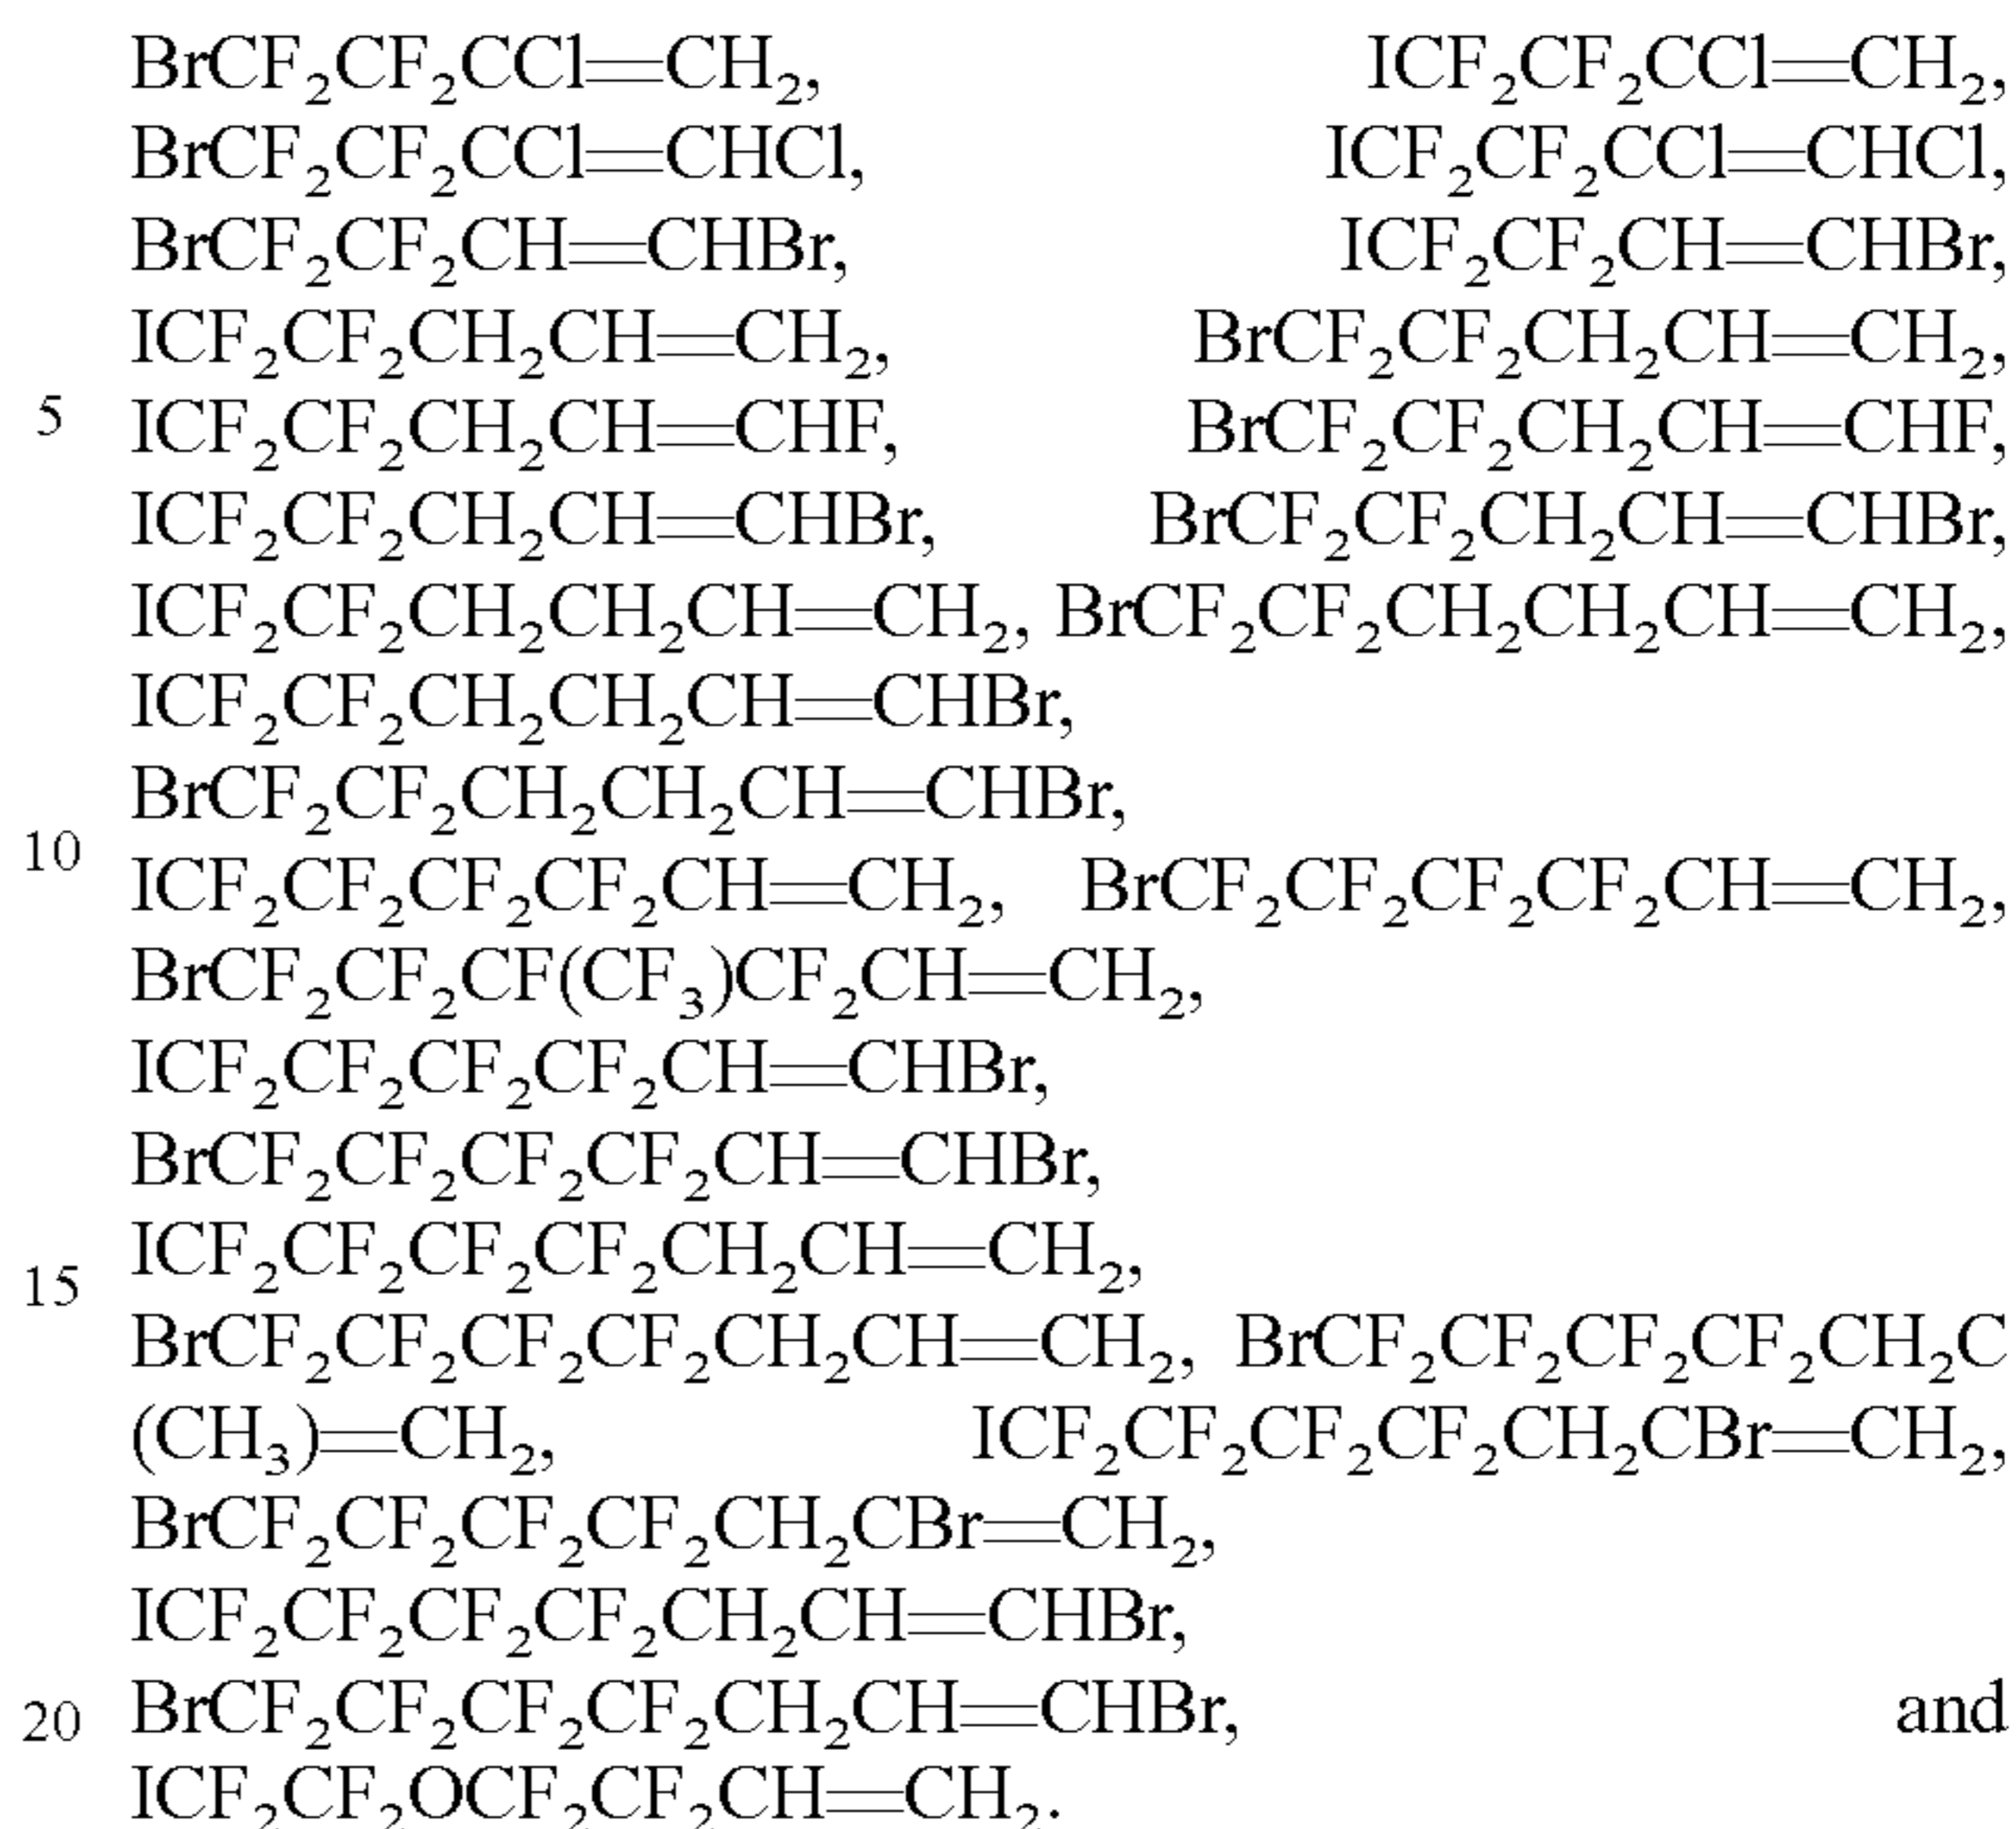 BrCF₂CF₂CCl=CH₂, ICF₂CF₂CCl=CH₂,
BrCF₂CF₂CCl=CHCl, ICF₂CF₂CCl=CHCl,
BrCF₂CF₂CH=CHBr, ICF₂CF₂CH=CHBr,
ICF₂CF₂CH₂CH=CH₂, BrCF₂CF₂CH₂CH=CH₂,
5 ICF₂CF₂CH₂CH=CHF, BrCF₂CF₂CH₂CH=CHF,
ICF₂CF₂CH₂CH=CHBr, BrCF₂CF₂CH₂CH=CHBr,
ICF₂CF₂CH₂CH₂CH=CH₂, BrCF₂CF₂CH₂CH₂CH=CH₂,
ICF₂CF₂CH₂CH₂CH=CHBr,
BrCF₂CF₂CH₂CH₂CH=CHBr,
10 ICF₂CF₂CF₂CF₂CH=CH₂, BrCF₂CF₂CF₂CF₂CH=CH₂,
BrCF₂CF₂CF(CF₃)CF₂CH=CH₂,
ICF₂CF₂CF₂CF₂CH=CHBr,
BrCF₂CF₂CF₂CF₂CH=CHBr,
15 ICF₂CF₂CF₂CF₂CH₂CH=CH₂,
BrCF₂CF₂CF₂CF₂CH₂CH=CH₂, BrCF₂CF₂CF₂CF₂CH₂C
(CH₃)=CH₂, ICF₂CF₂CF₂CF₂CH₂CBr=CH₂,
BrCF₂CF₂CF₂CF₂CH₂CBr=CH₂,
ICF₂CF₂CF₂CF₂CH₂CH=CHBr,
20 BrCF₂CF₂CF₂CF₂CH₂CH=CHBr, and
ICF₂CF₂OCF₂CF₂CH=CH₂.